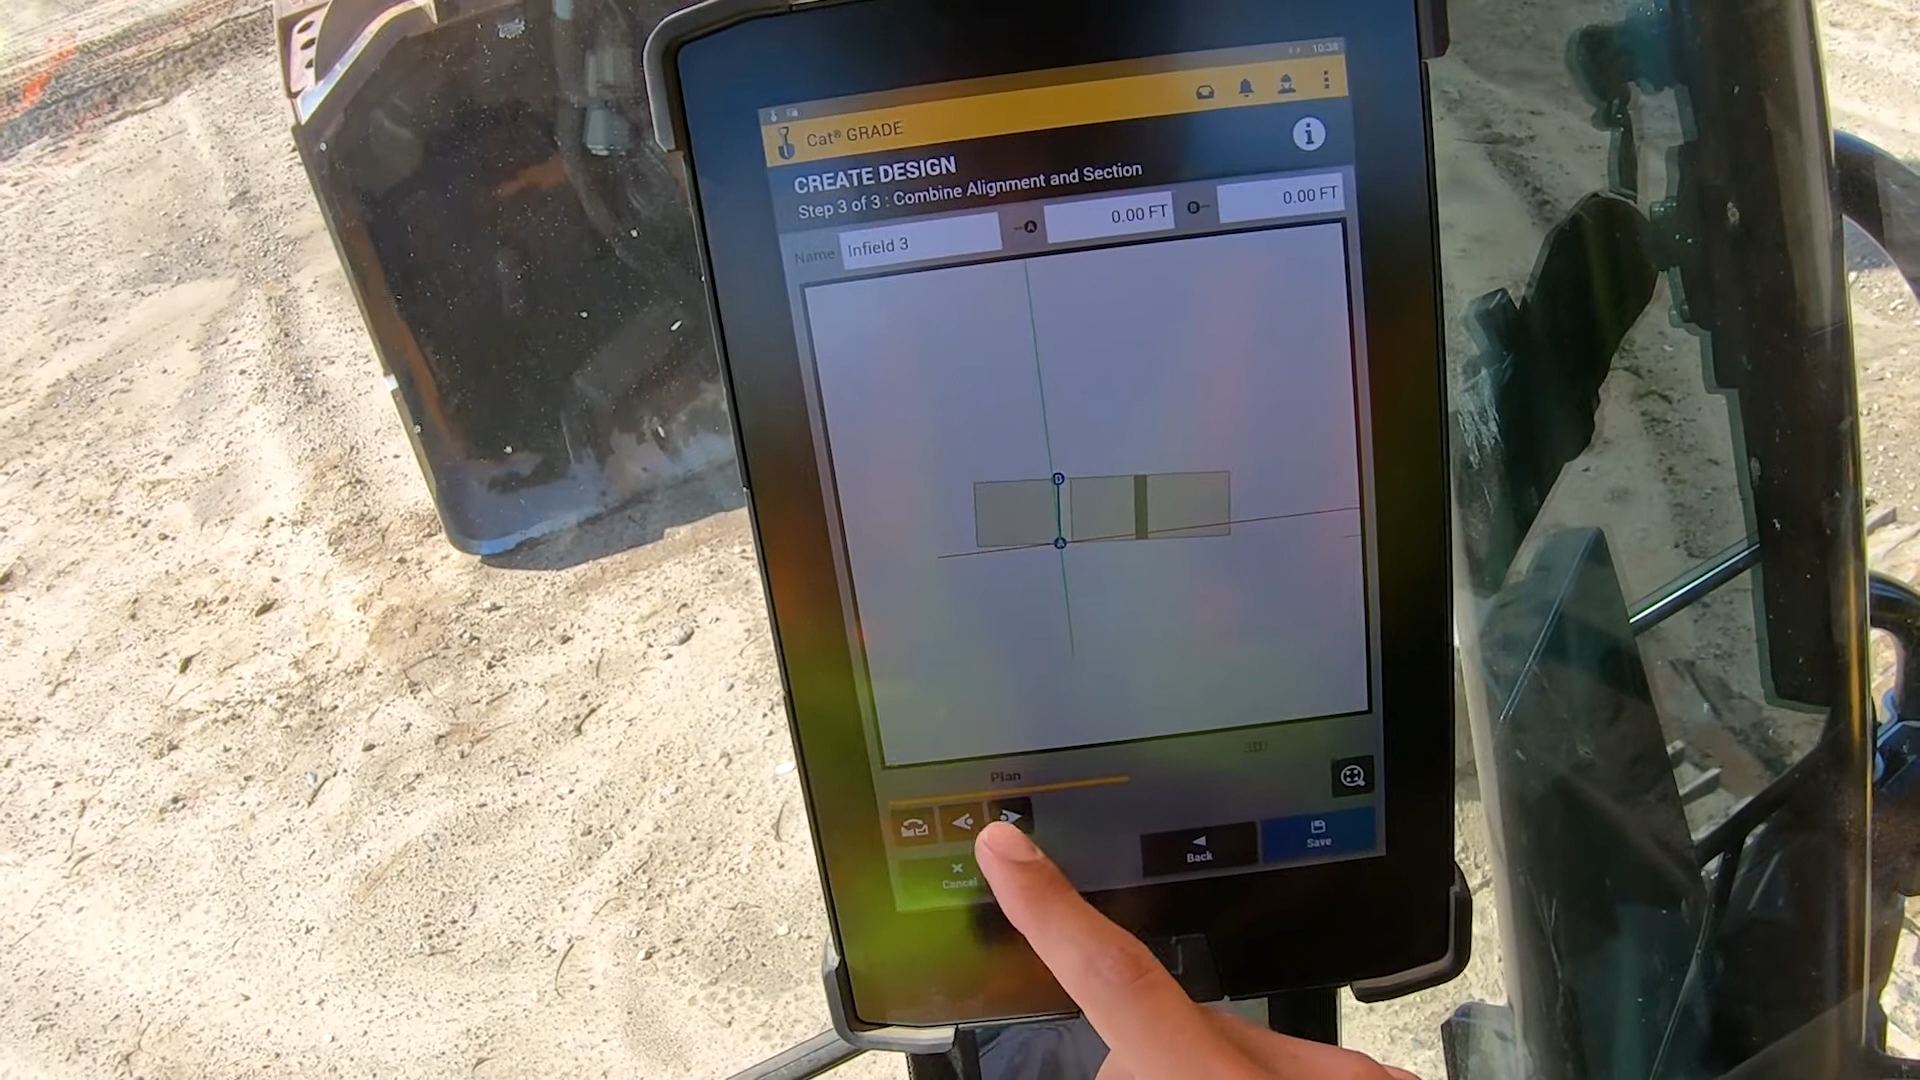 10:38
Cat® GRADE
CREATE DESIGN
Step 3 of 3 : Combine Alignment and Section
Name Infield 3 A 0.00 FT B 0.00 FT
B
A
Plan
Back
Save
Cancel